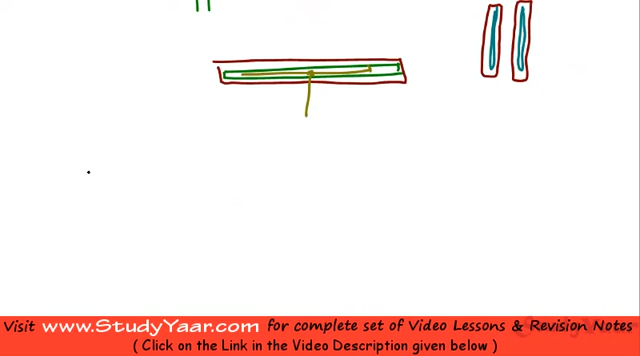 Visit www.StudyYaar.com for complete set of Video Lessons & Revision Notes
( Click on the Link in the Video Description given below )